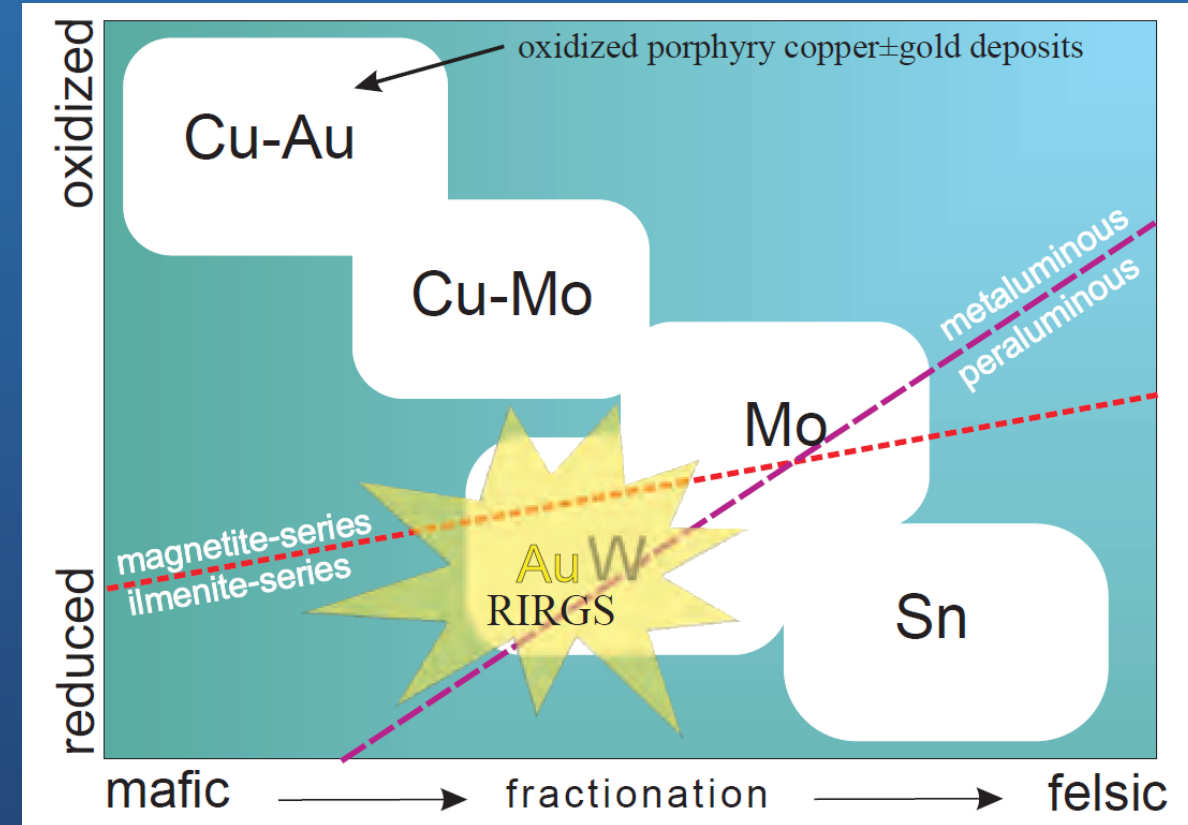 oxidized
oxidized porphyry copper±gold deposits
Cu-Au
Cu-Mo
metaluminous
peraluminous
Mo
magnetite-series
ilmenite-series
Au W
RIRGS
Sn
reduced
mafic
fractionation
felsic